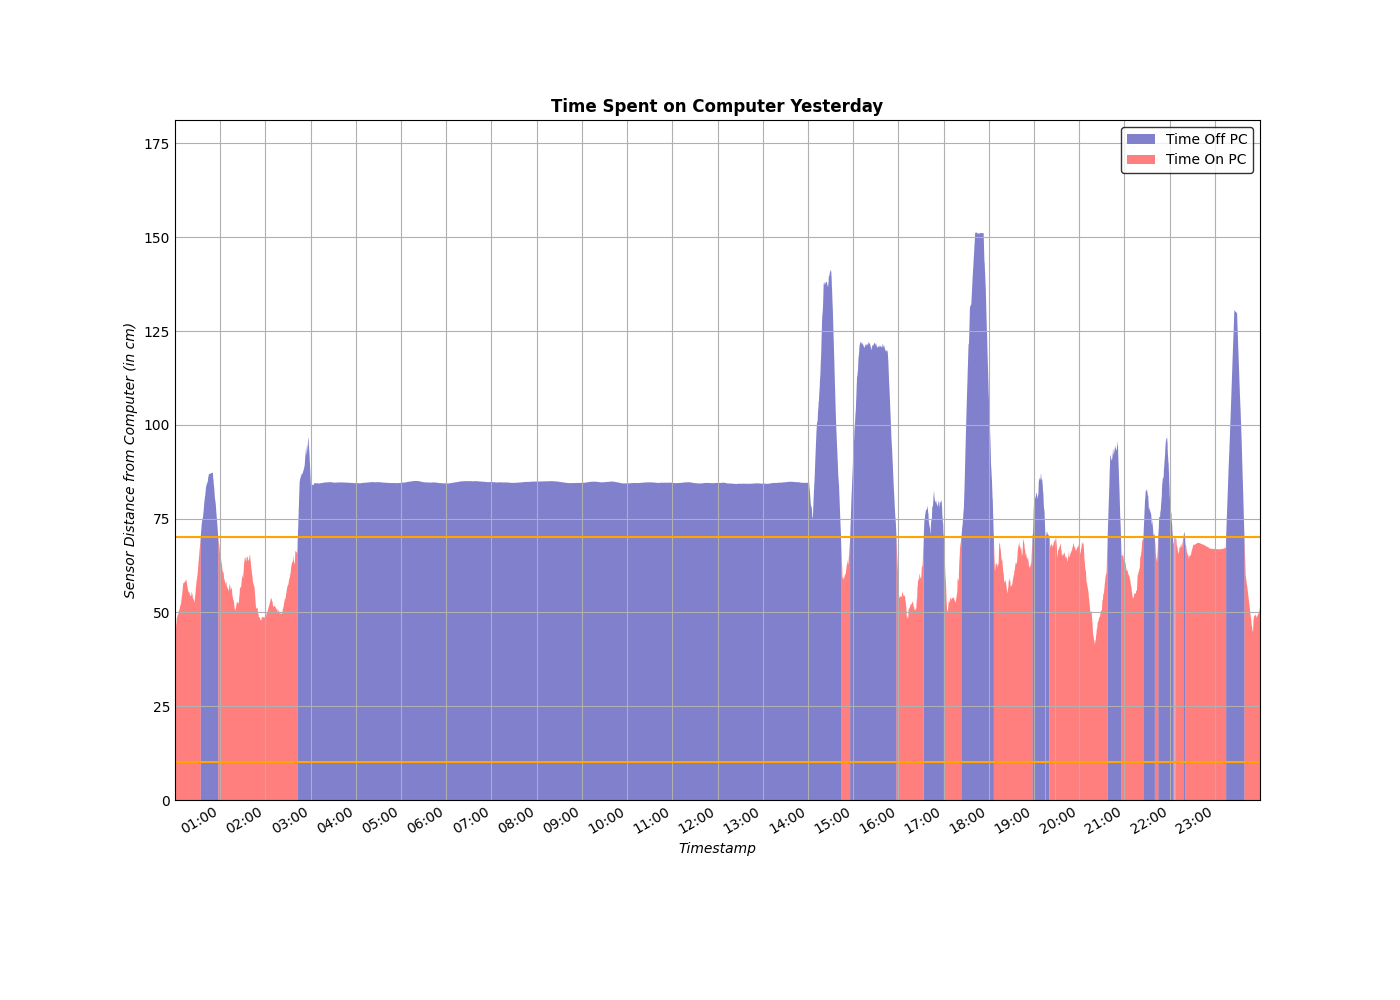 Time Spent on Computer Yesterday
Time Off PC
Time On PC
175
150
125
100
75
50
25
0
Sensor Distance from Computer (in cm)
01:00 02:00 03:00 04:00 05:00 06:00 07:00 08:00 09:00 10:00 11:00 12:00 13:00 14:00 15:00 16:00 17:00 18:00 19:00 20:00 21:00 22:00 23:00
Timestamp